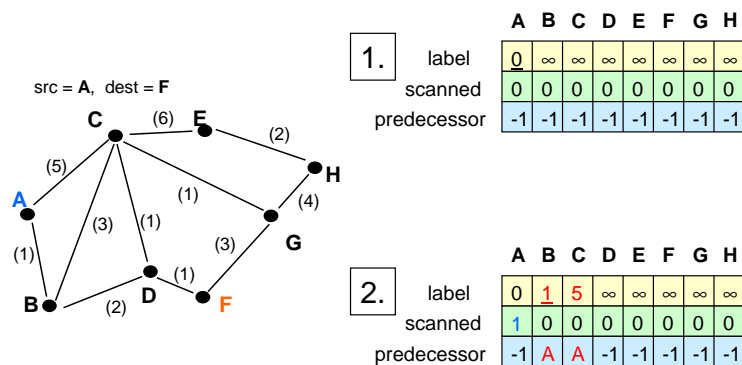 src = A, dest = F
C
(6)
E
(2)
H
(5)
(1)
(4)
A
(3)
(1)
G
(1)
(3)
B
(2)
D
(1)
F
1.
A B C D E F G H
label 0 ∞ ∞ ∞ ∞ ∞ ∞ ∞
scanned 0 0 0 0 0 0 0 0
predecessor -1 -1 -1 -1 -1 -1 -1 -1
2.
A B C D E F G H
label 0 1 5 ∞ ∞ ∞ ∞ ∞
scanned 1 0 0 0 0 0 0 0
predecessor -1 A A -1 -1 -1 -1 -1